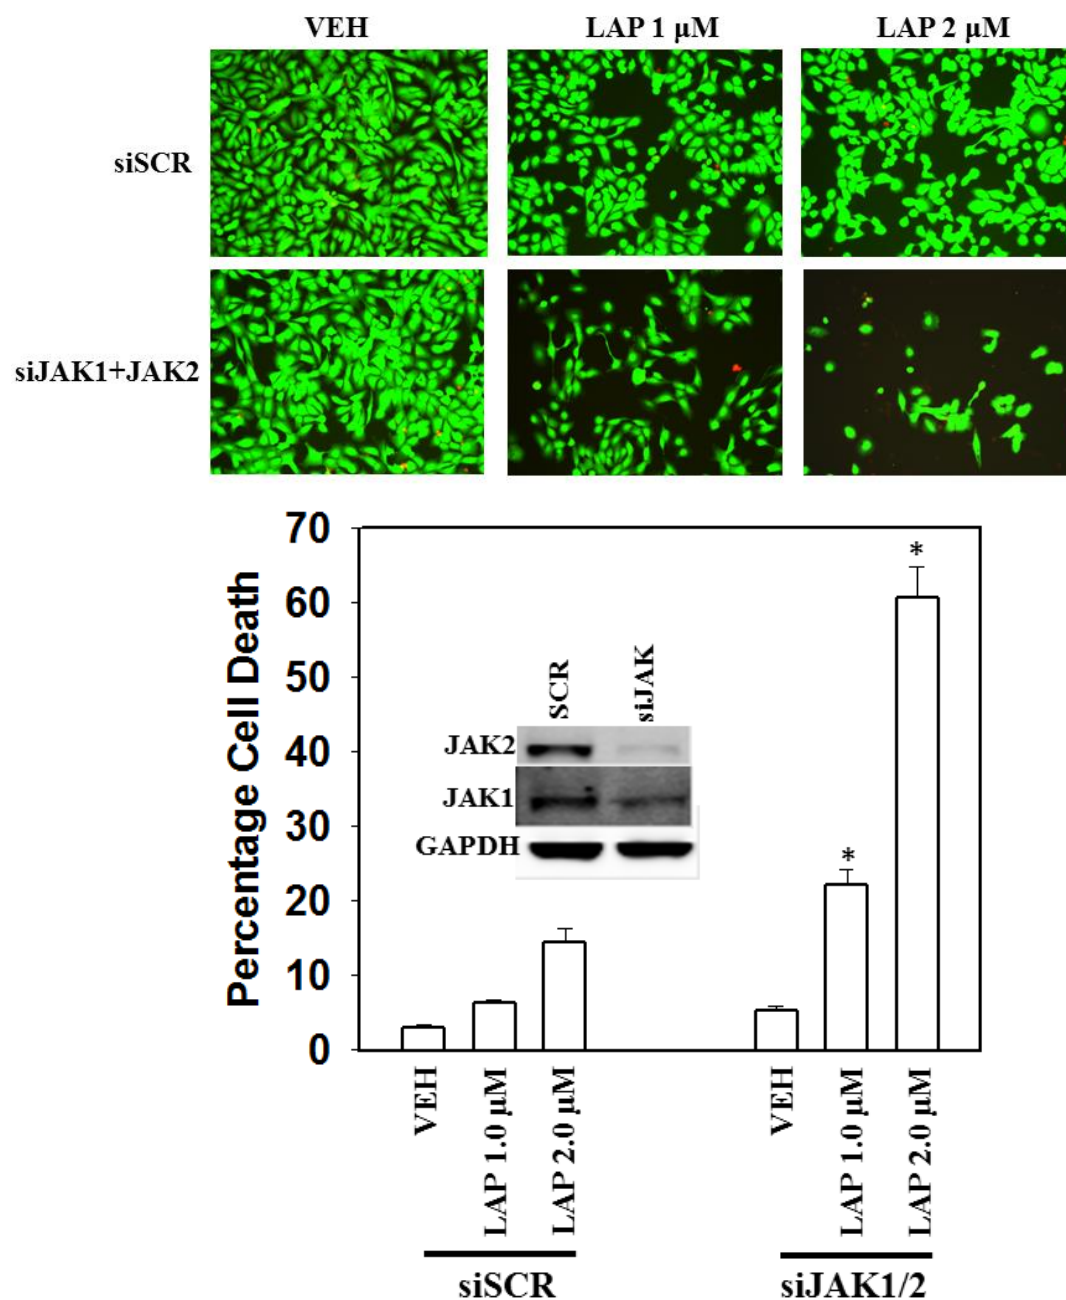 VEH LAP 1 µM LAP 2 µM
siSCR
siJAK1+JAK2
Percentage Cell Death
70
60
50
40
30
20
10
0
SCR siJAK
JAK2
JAK1
GAPDH
*
*
VEH LAP 1.0 µM LAP 2.0 µM VEH LAP 1.0 µM LAP 2.0 µM
siSCR siJAK1/2